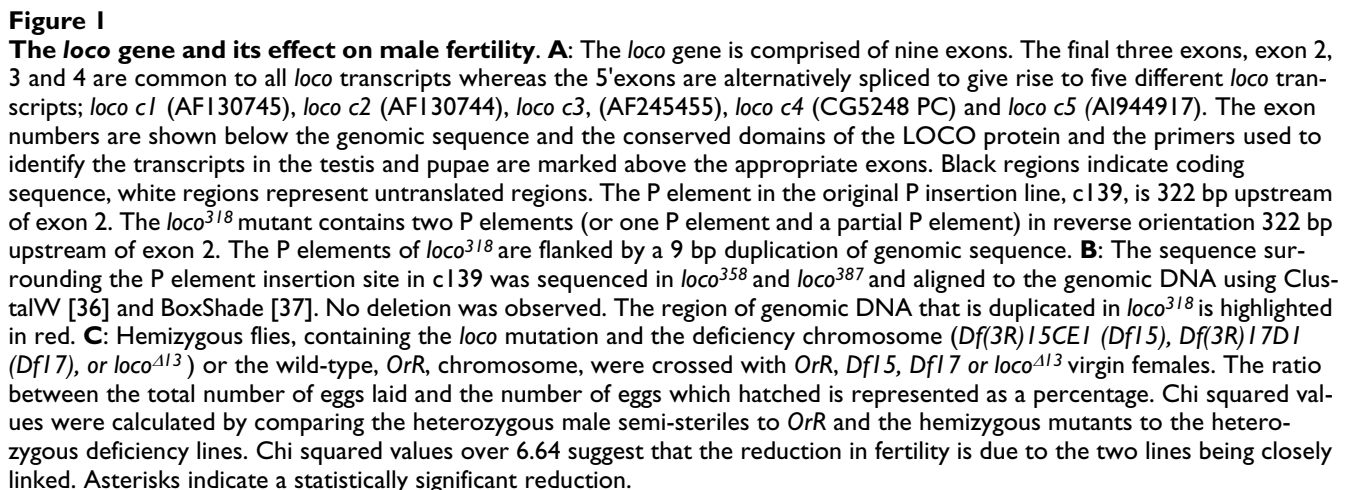 Figure 1
The loco gene and its effect on male fertility. A: The loco gene is comprised of nine exons. The final three exons, exon 2,
3 and 4 are common to all loco transcripts whereas the 5'exons are alternatively spliced to give rise to five different loco tran-
scripts; loco c1 (AF130745), loco c2 (AF130744), loco c3, (AF245455), loco c4 (CG5248 PC) and loco c5 (AI944917). The exon
numbers are shown below the genomic sequence and the conserved domains of the LOCO protein and the primers used to
identify the transcripts in the testis and pupae are marked above the appropriate exons. Black regions indicate coding
sequence, white regions represent untranslated regions. The P element in the original P insertion line, c139, is 322 bp upstream
of exon 2. The loco318 mutant contains two P elements (or one P element and a partial P element) in reverse orientation 322 bp
upstream of exon 2. The P elements of loco318 are flanked by a 9 bp duplication of genomic sequence. B: The sequence sur-
rounding the P element insertion site in c139 was sequenced in loco358 and loco387 and aligned to the genomic DNA using Clus-
talW [36] and BoxShade [37]. No deletion was observed. The region of genomic DNA that is duplicated in loco318 is highlighted
in red. C: Hemizygous flies, containing the loco mutation and the deficiency chromosome (Df(3R)15CE1 (Df15), Df(3R)17D1
(Df17), or locoΔ13 ) or the wild-type, OrR, chromosome, were crossed with OrR, Df15, Df17 or locoΔ13 virgin females. The ratio
between the total number of eggs laid and the number of eggs which hatched is represented as a percentage. Chi squared val-
ues were calculated by comparing the heterozygous male semi-steriles to OrR and the hemizygous mutants to the hetero-
zygous deficiency lines. Chi squared values over 6.64 suggest that the reduction in fertility is due to the two lines being closely
linked. Asterisks indicate a statistically significant reduction.